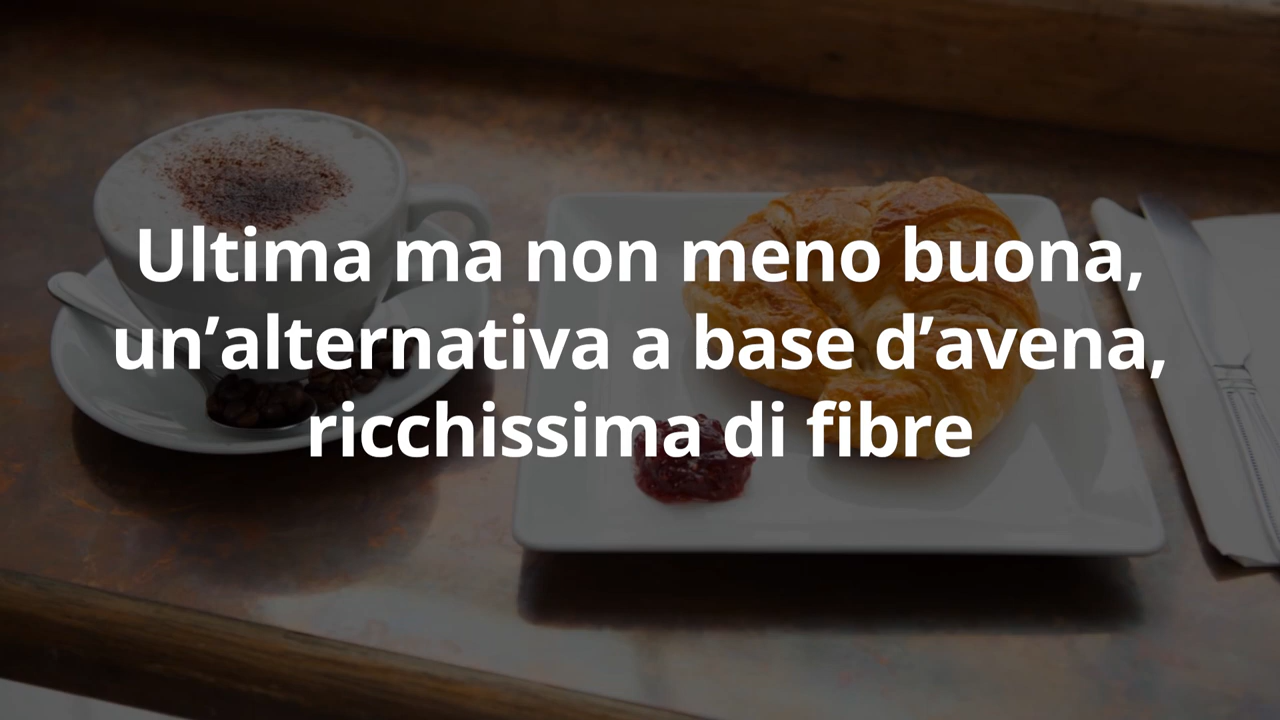 Ultima ma non meno buona,
un’alternativa a base d’avena,
ricchissima di fibre